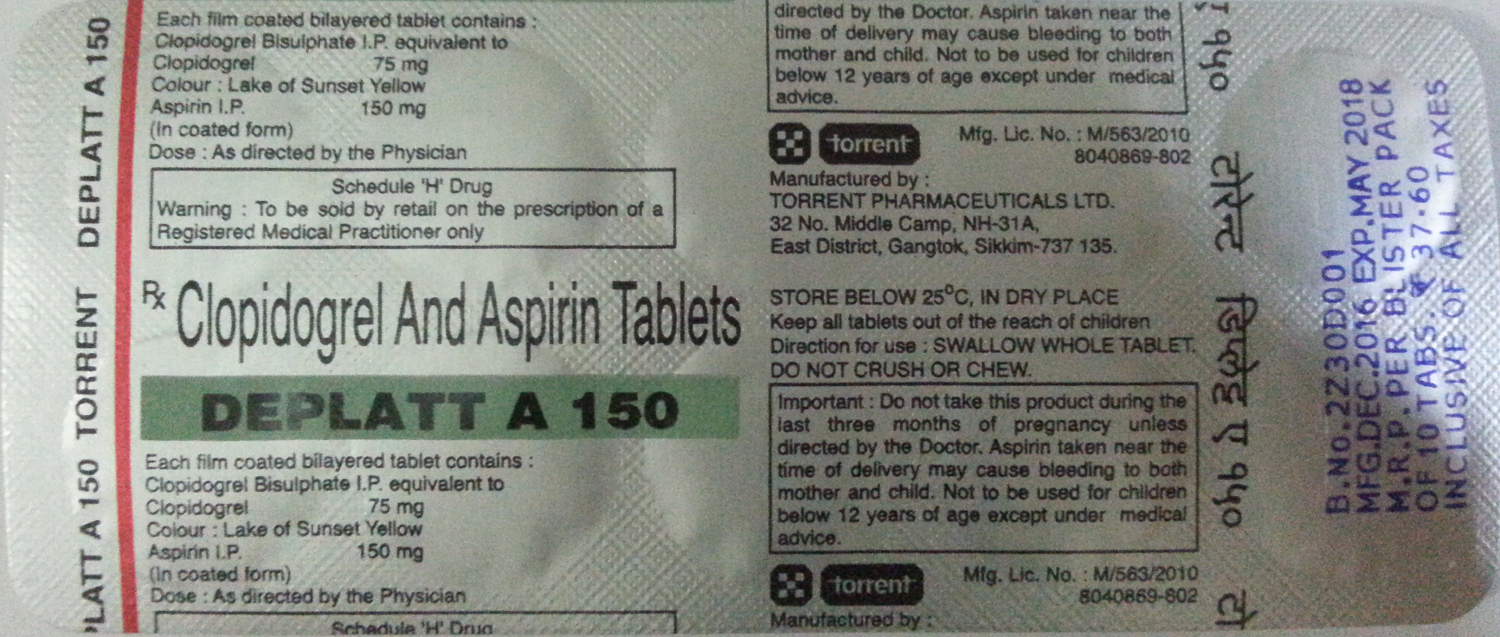 DEPLATT A 150
TORRENT
PLATT A 150
Each film coated bilayered tablet contains :
Clopidogrel Bisulphate I.P. equivalent to
Clopidogrel 75 mg
Colour : Lake of Sunset Yellow
Aspirin I.P. 150 mg
(In coated form)
Dose : As directed by the Physician
Schedule 'H' Drug
Warning : To be sold by retail on the prescription of a
Registered Medical Practitioner only
Rx Clopidogrel And Aspirin Tablets
DEPLATT A 150
Each film coated bilayered tablet contains :
Clopidogrel Bisulphate I.P. equivalent to
Clopidogrel 75 mg
Colour : Lake of Sunset Yellow
Aspirin I.P. 150 mg
(In coated form)
Dose : As directed by the Physician
Schedule 'H' Drug
directed by the Doctor. Aspirin taken near the
time of delivery may cause bleeding to both
mother and child. Not to be used for children
below 12 years of age except under medical
advice.
torrent
Mfg. Lic. No. : M/563/2010
8040869-802
Manufactured by :
TORRENT PHARMACEUTICALS LTD.
32 No. Middle Camp, NH-31A,
East District, Gangtok, Sikkim-737 135.
STORE BELOW 25°C, IN DRY PLACE
Keep all tablets out of the reach of children
Direction for use : SWALLOW WHOLE TABLET.
DO NOT CRUSH OR CHEW.
Important : Do not take this product during the
last three months of pregnancy unless
directed by the Doctor. Aspirin taken near the
time of delivery may cause bleeding to both
mother and child. Not to be used for children
below 12 years of age except under medical
advice.
torrent
Mfg. Lic. No. : M/563/2010
8040869-802
Manufactured by :
ए १५०
टोरेन्ट
डिप्लेट ए १५०
टो
B.No.2230D001
MFG.DEC.2016 EXP.MAY 2018
M.R.P. PER BLISTER PACK
OF 10 TABS. ₹ 37.60
INCLUSIVE OF ALL TAXES